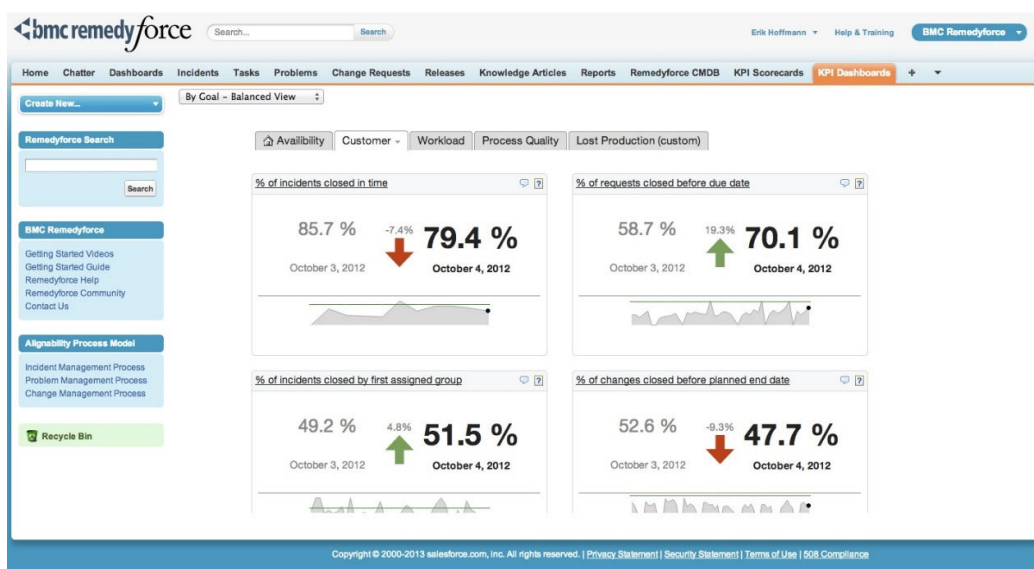 bmc remedyforce
Search...
Search
Erik Hoffmann
Help & Training
BMC Remedyforce
Home Chatter Dashboards Incidents Tasks Problems Change Requests Releases Knowledge Articles Reports Remedyforce CMDB KPI Scorecards KPI Dashboards +
Create New...
By Goal - Balanced View
Remedyforce Search
Search
BMC Remedyforce
Getting Started Videos
Getting Started Guide
Remedyforce Help
Remedyforce Community
Contact Us
Alignability Process Model
Incident Management Process
Problem Management Process
Change Management Process
Recycle Bin
Availibility Customer Workload Process Quality Lost Production (custom)
% of incidents closed in time ?
85.7 % -7.4% 79.4 %
October 3, 2012 October 4, 2012
% of requests closed before due date ?
58.7 % 19.3% 70.1 %
October 3, 2012 October 4, 2012
% of incidents closed by first assigned group ?
49.2 % 4.8% 51.5 %
October 3, 2012 October 4, 2012
% of changes closed before planned end date ?
52.6 % -9.3% 47.7 %
October 3, 2012 October 4, 2012
Copyright © 2000-2013 salesforce.com, inc. All rights reserved. | Privacy Statement | Security Statement | Terms of Use | 508 Compliance